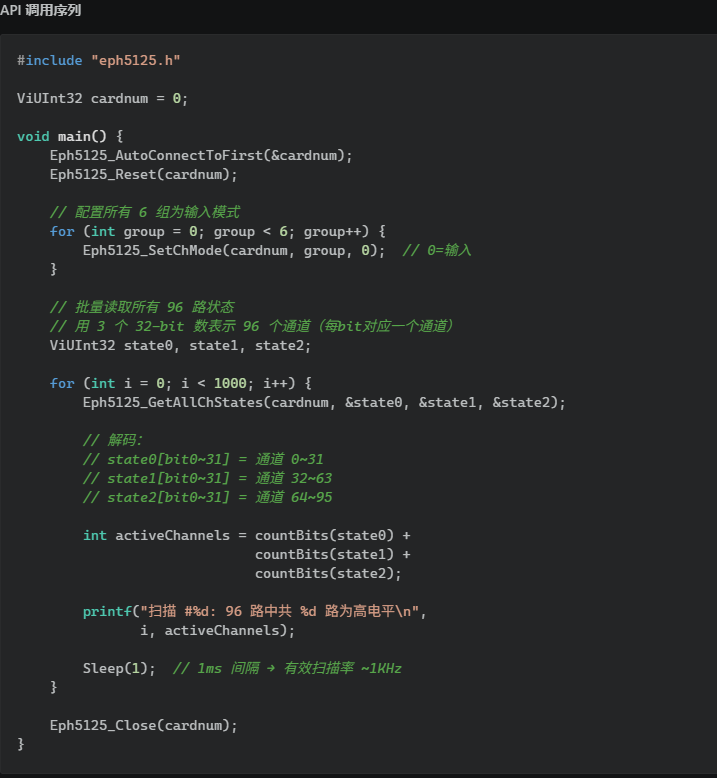 API 调用序列
#include "eph5125.h"
ViUInt32 cardnum = 0;
void main() {
    Eph5125_AutoConnectToFirst(&cardnum);
    Eph5125_Reset(cardnum);
    // 配置所有 6 组为输入模式
    for (int group = 0; group < 6; group++) {
        Eph5125_SetChMode(cardnum, group, 0);  // 0=输入
    }
    // 批量读取所有 96 路状态
    // 用 3 个 32-bit 数表示 96 个通道（每bit对应一个通道）
    ViUInt32 state0, state1, state2;
    for (int i = 0; i < 1000; i++) {
        Eph5125_GetAllChStates(cardnum, &state0, &state1, &state2);
        // 解码：
        // state0[bit0~31] = 通道 0~31
        // state1[bit0~31] = 通道 32~63
        // state2[bit0~31] = 通道 64~95
        int activeChannels = countBits(state0) +
                             countBits(state1) +
                             countBits(state2);
        printf("扫描 #%d: 96 路中共 %d 路为高电平\n",
               i, activeChannels);
        Sleep(1);  // 1ms 间隔 → 有效扫描率 ~1KHz
    }
    Eph5125_Close(cardnum);
}